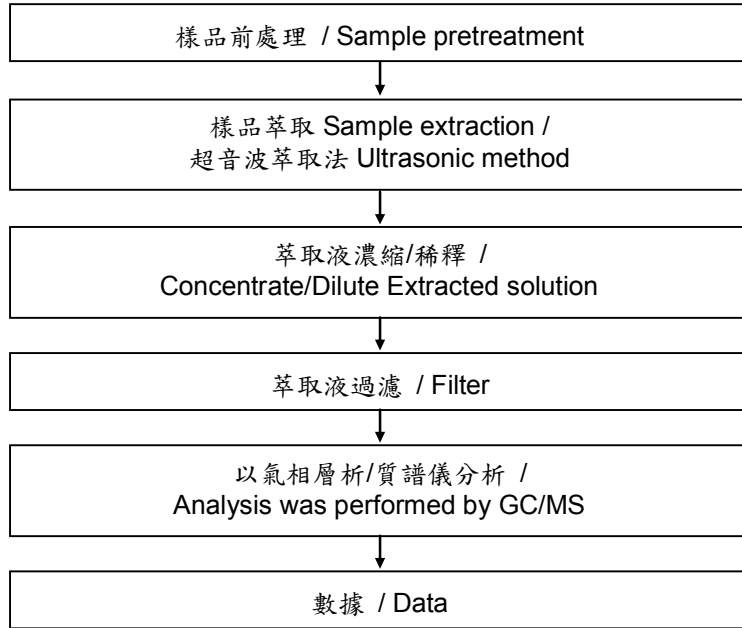 樣品前處理 / Sample pretreatment
樣品萃取 Sample extraction /
超音波萃取法 Ultrasonic method
萃取液濃縮/稀釋 /
Concentrate/Dilute Extracted solution
萃取液過濾 / Filter
以氣相層析/質譜儀分析 /
Analysis was performed by GC/MS
數據 / Data